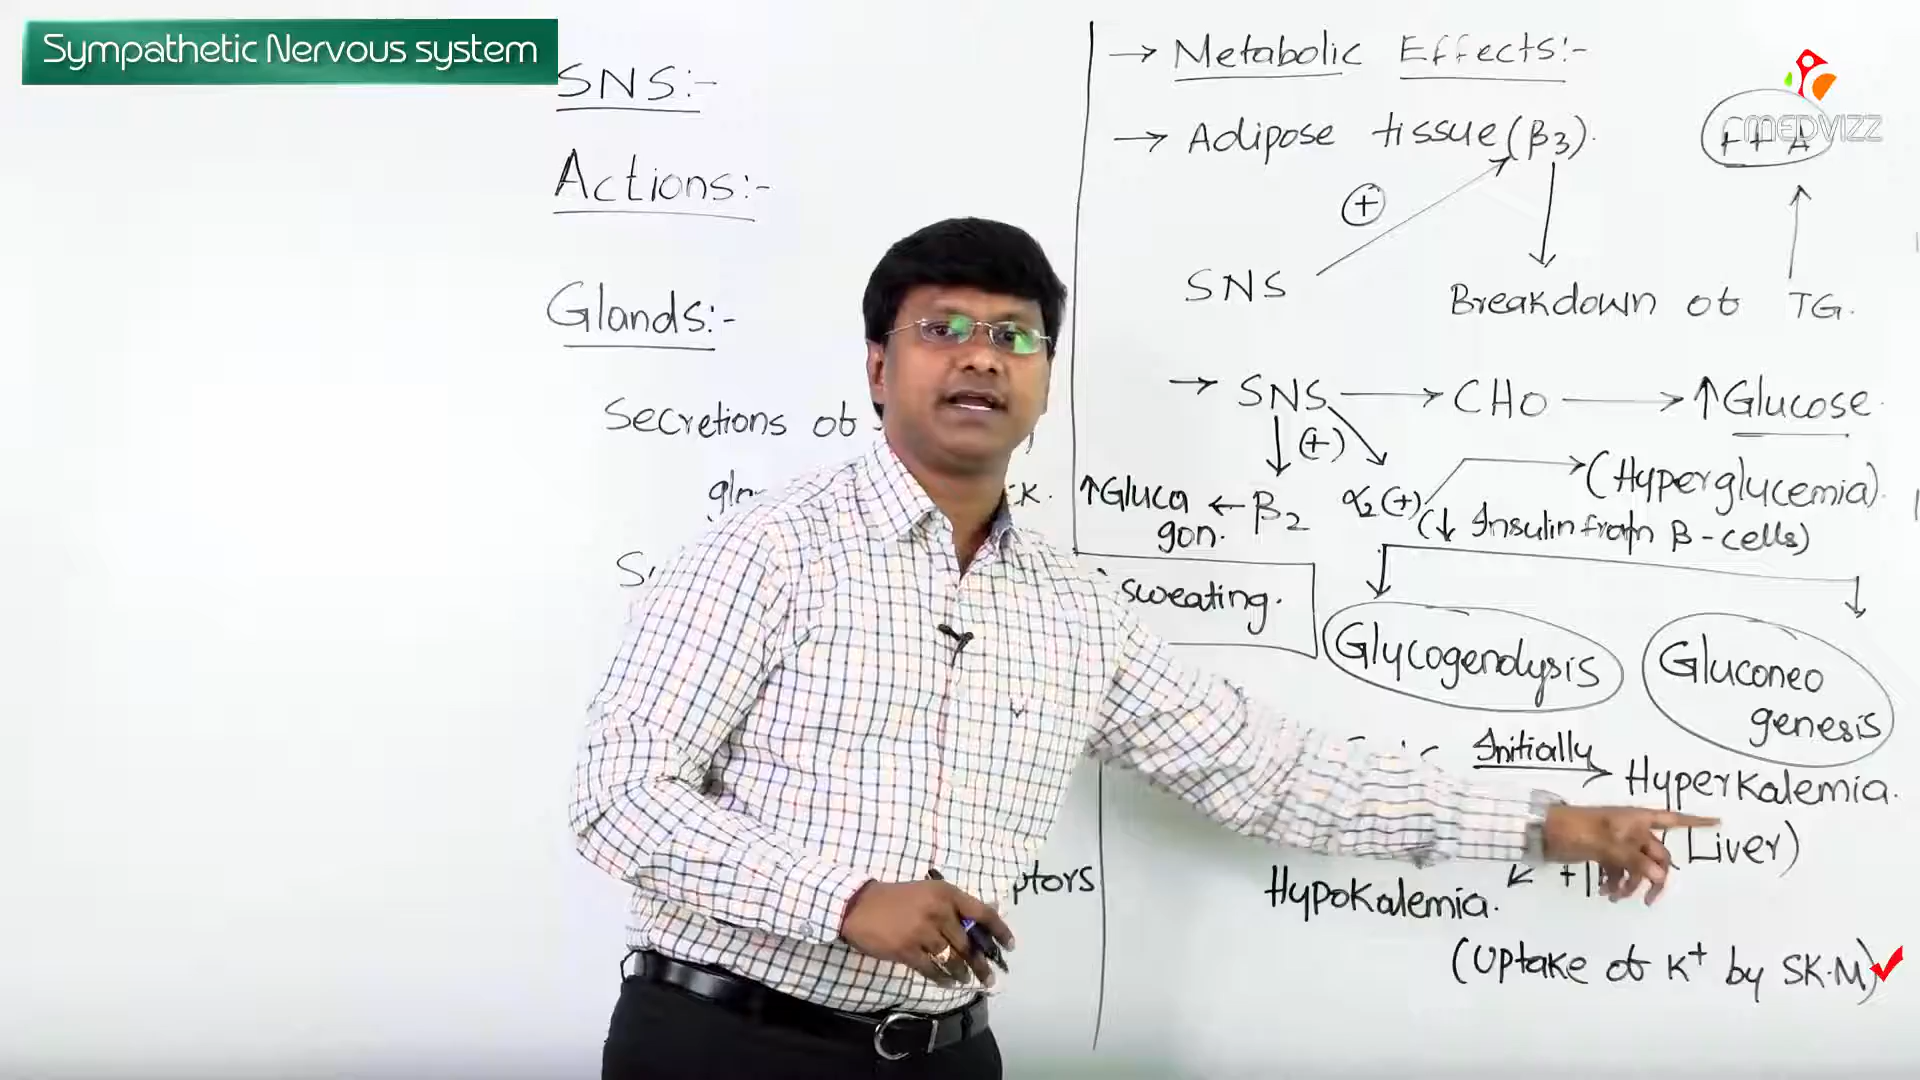 Sympathetic Nervous system
SNS:-
Actions:-
Glands:-
Secretions of
Receptors
→ Metabolic Effects:-
→ Adipose tissue (β3).
MEDVIZZ
FFA
+
SNS
Breakdown of TG.
→ SNS → CHO → ↑Glucose.
(+)
(Hyperglycemia).
↑Gluca ← β2 α2(+)
gon. (↓ Insulin from β-cells)
sweating.
Glycogenolysis
Gluconeo
genesis
Initially
Hyperkalemia.
(Liver)
Hypokalemia.
(Uptake of K+ by SK.M)